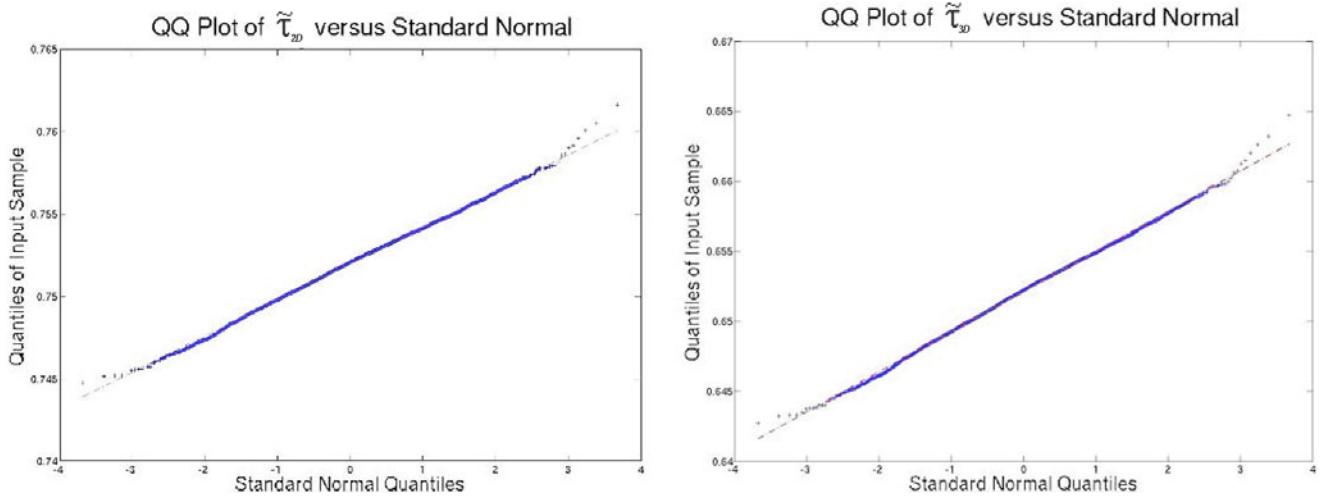 QQ Plot of τ̃2D versus Standard Normal
0.765
0.76
0.755
0.75
0.745
0.74
Quantiles of Input Sample
-4 -3 -2 -1 0 1 2 3 4
Standard Normal Quantiles
QQ Plot of τ̃3D versus Standard Normal
0.67
0.665
0.66
0.655
0.65
0.645
0.64
Quantiles of Input Sample
-4 -3 -2 -1 0 1 2 3 4
Standard Normal Quantiles